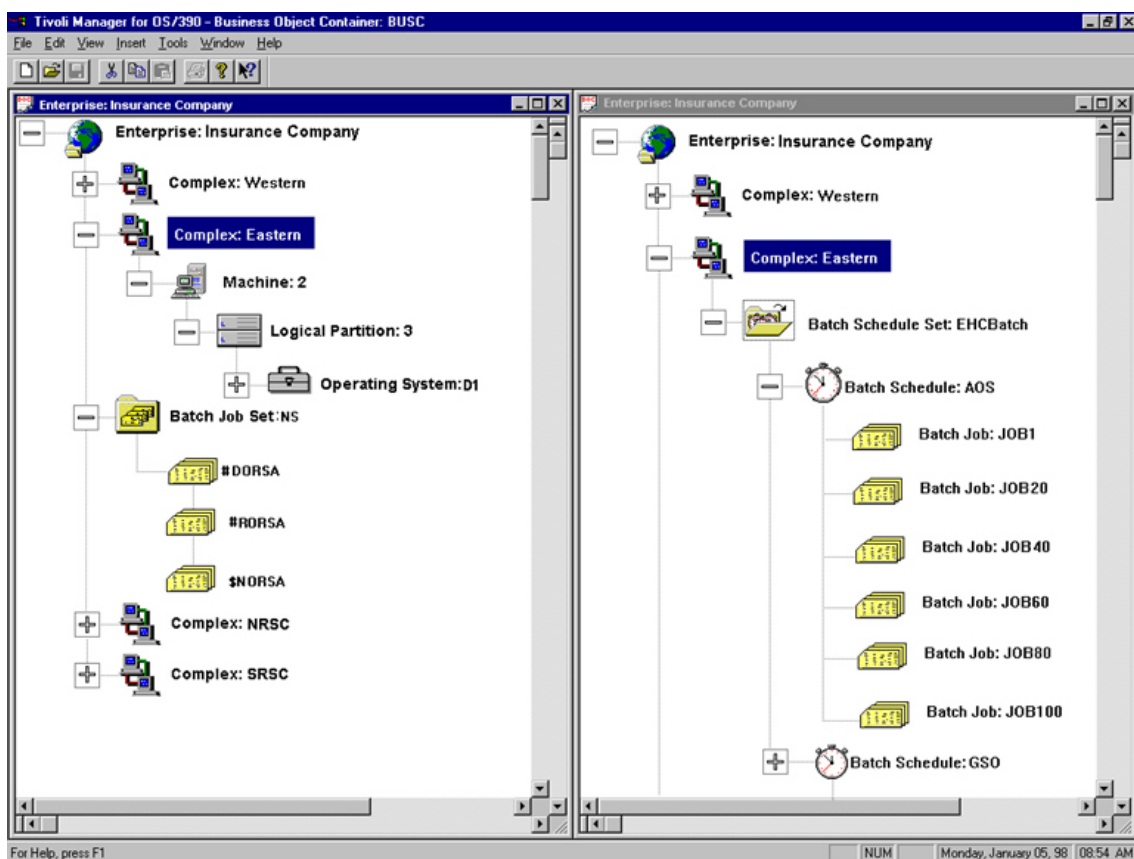 Tivoli Manager for OS/390 - Business Object Container: BUSC
File Edit View Insert Tools Window Help
Enterprise: Insurance Company
Enterprise: Insurance Company
Complex: Western
Complex: Eastern
Machine: 2
Logical Partition: 3
Operating System:D1
Batch Job Set:NS
#DORSA
#RORSA
$NORSA
Complex: NRSC
Complex: SRSC
Enterprise: Insurance Company
Enterprise: Insurance Company
Complex: Western
Complex: Eastern
Batch Schedule Set: EHCBatch
Batch Schedule: AOS
Batch Job: JOB1
Batch Job: JOB20
Batch Job: JOB40
Batch Job: JOB60
Batch Job: JOB80
Batch Job: JOB100
Batch Schedule: GSO
For Help, press F1
NUM
Monday, January 05, 98
08:54 AM